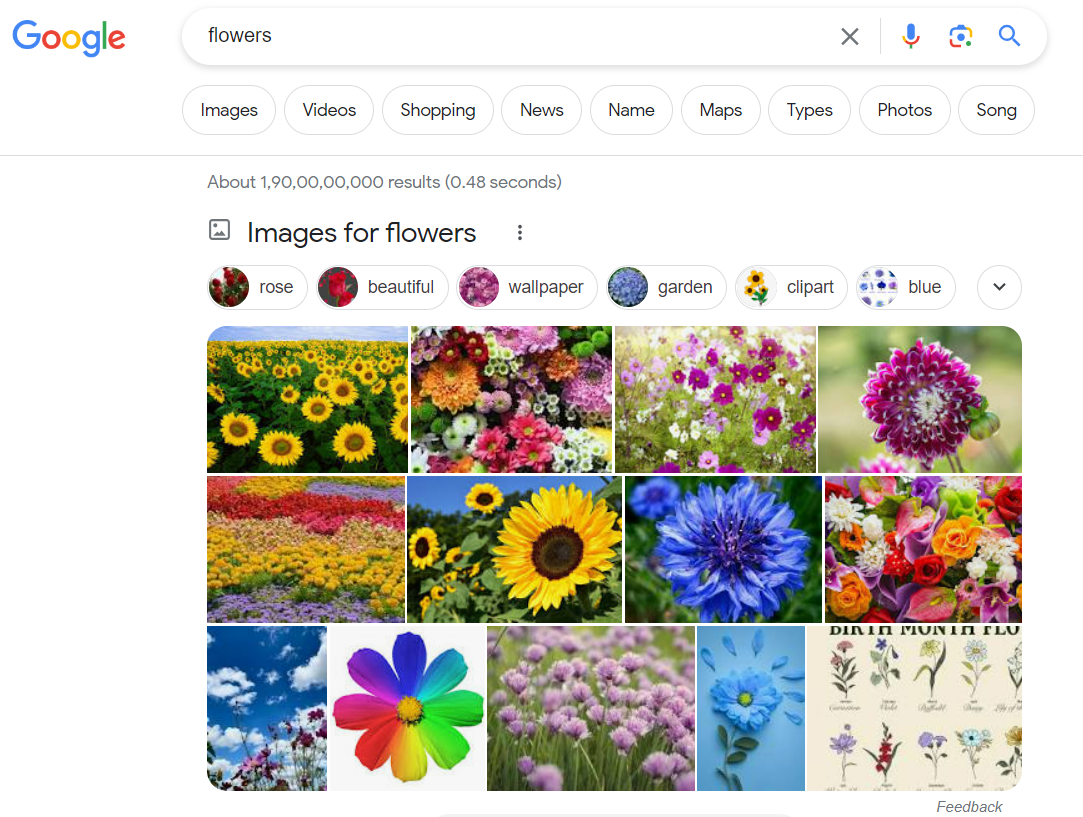 Google
flowers
Images Videos Shopping News Name Maps Types Photos Song
About 1,90,00,00,000 results (0.48 seconds)
Images for flowers
rose beautiful wallpaper garden clipart blue
BIRTH MONTH FLO
Carnation Violet Daffodil Daisy Lily of
Feedback